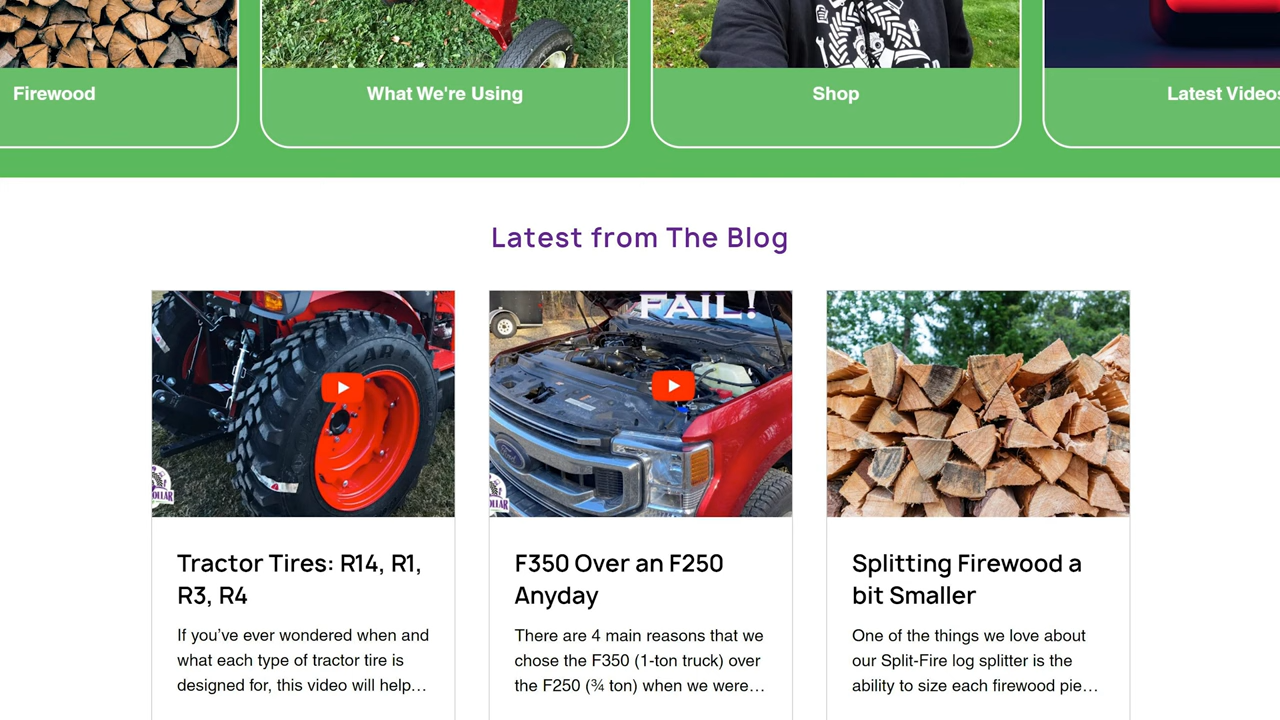 Firewood
What We're Using
Shop
Latest Videos
Latest from The Blog
FAIL!
Tractor Tires: R14, R1,
R3, R4
If you’ve ever wondered when and
what each type of tractor tire is
designed for, this video will help…
F350 Over an F250
Anyday
There are 4 main reasons that we
chose the F350 (1-ton truck) over
the F250 (¾ ton) when we were…
Splitting Firewood a
bit Smaller
One of the things we love about
our Split-Fire log splitter is the
ability to size each firewood pie…